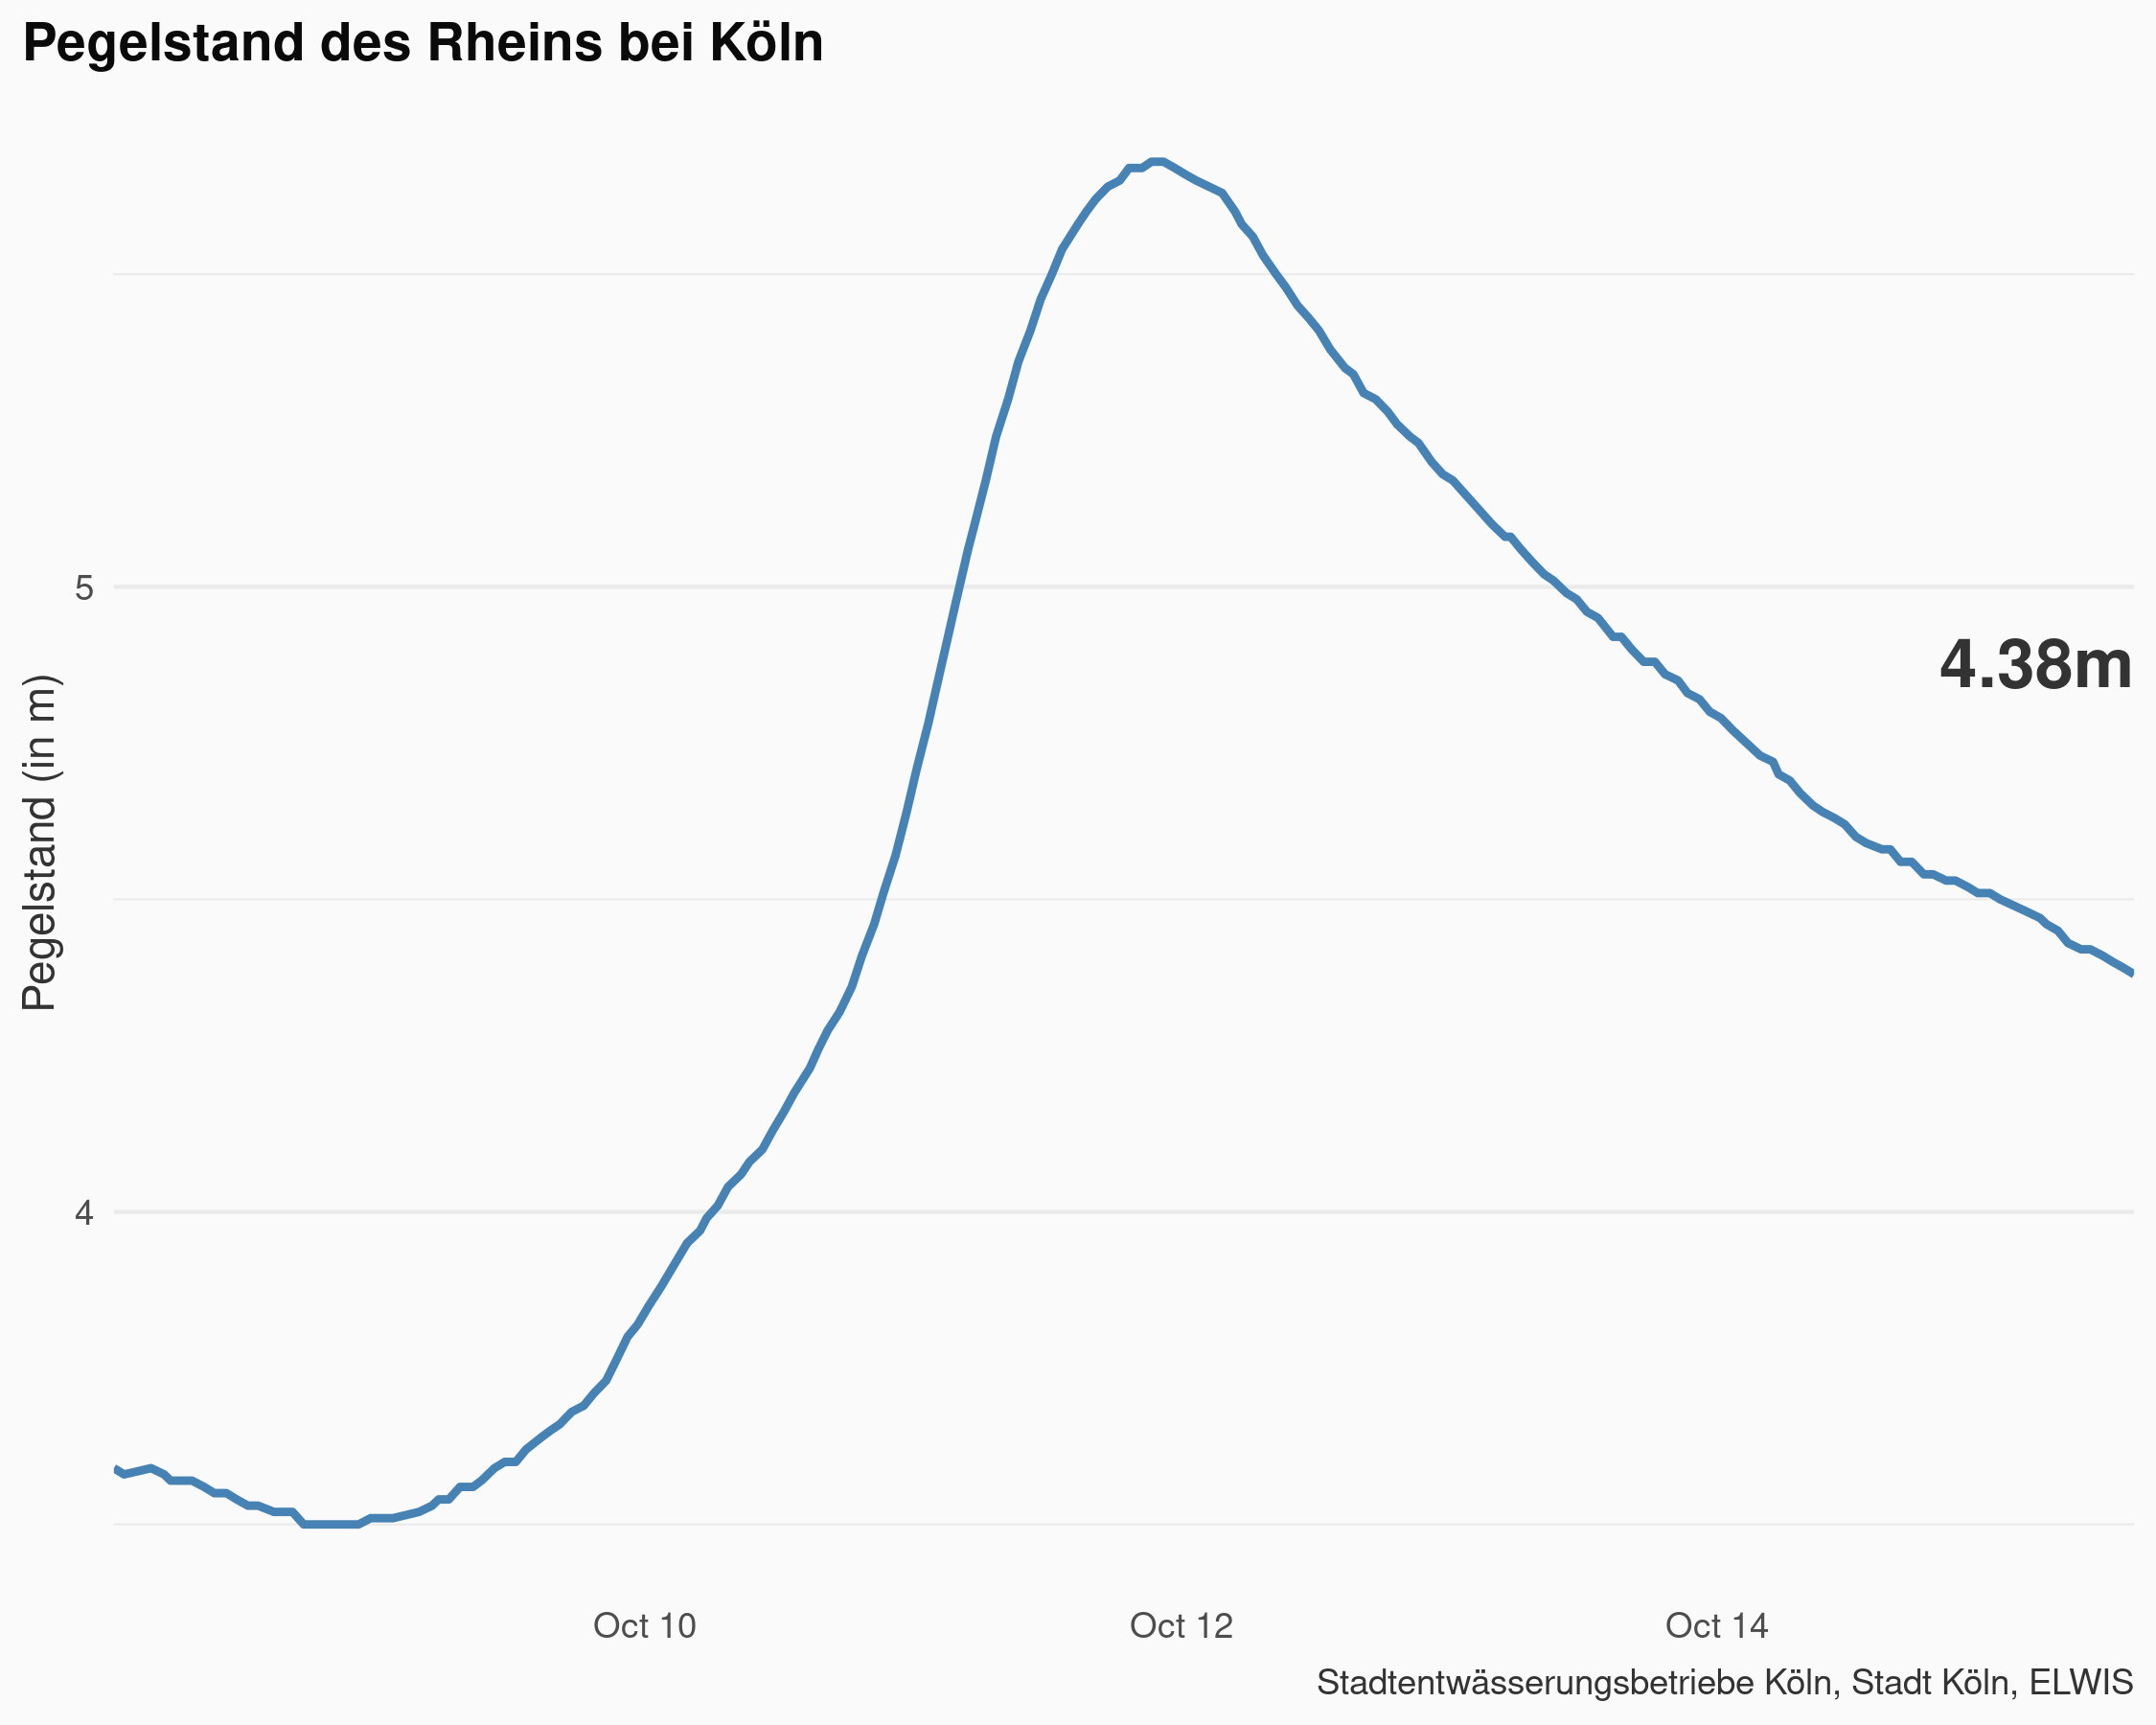 Pegelstand des Rheins bei Köln
Pegelstand (in m)
5
4
4.38m
Oct 10
Oct 12
Oct 14
Stadtentwässerungsbetriebe Köln, Stadt Köln, ELWIS